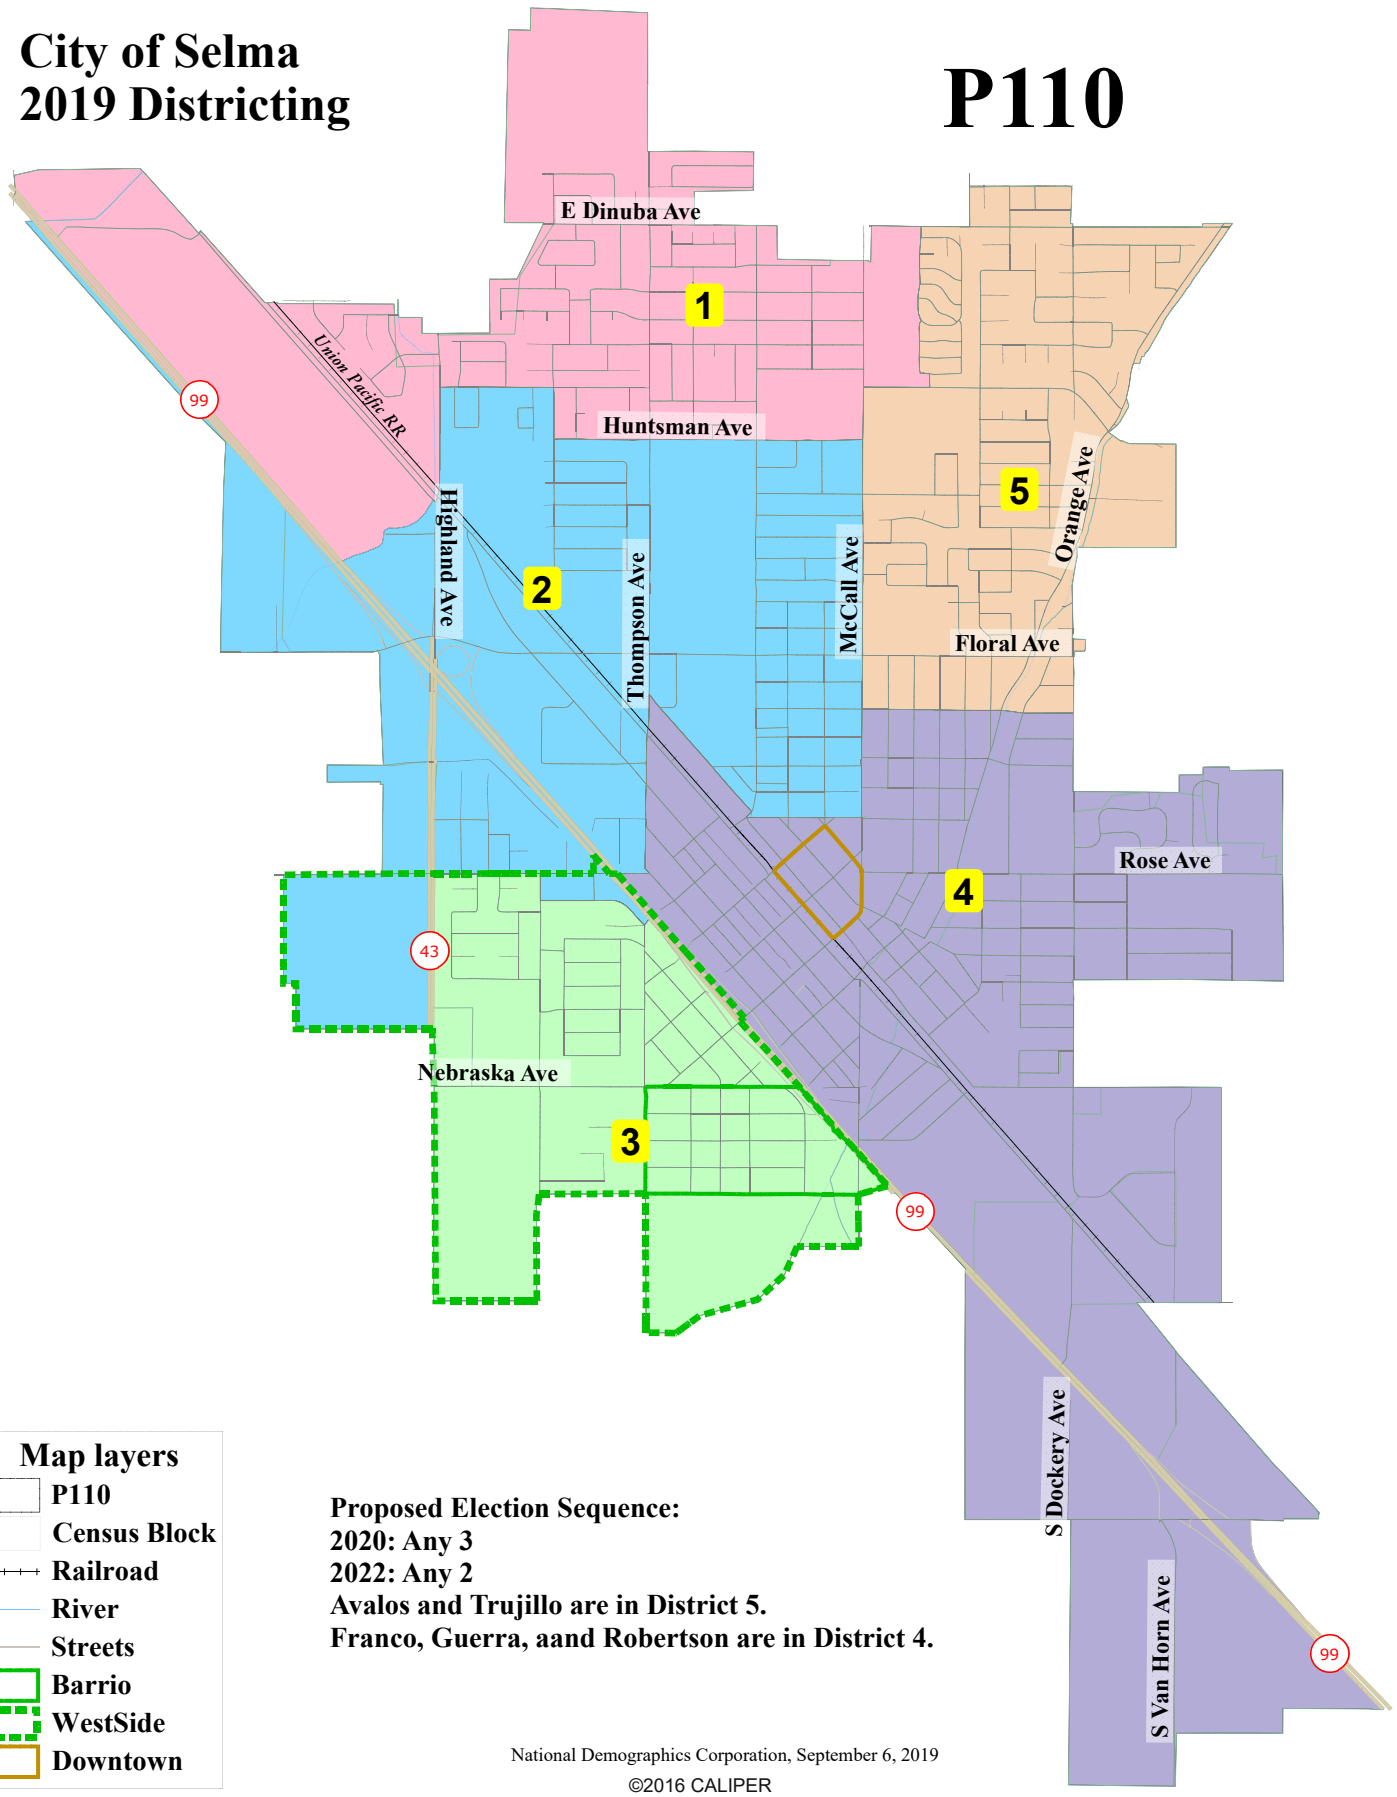 City of Selma
2019 Districting
P110
E Dinuba Ave
1
Union Pacific RR
99
Huntsman Ave
5
Orange Ave
Highland Ave
2
Thompson Ave
McCall Ave
Floral Ave
Rose Ave
4
43
Nebraska Ave
3
99
S Dockery Ave
S Van Horn Ave
99
Map layers
P110
Census Block
Railroad
River
Streets
Barrio
WestSide
Downtown
Proposed Election Sequence:
2020: Any 3
2022: Any 2
Avalos and Trujillo are in District 5.
Franco, Guerra, aand Robertson are in District 4.
National Demographics Corporation, September 6, 2019
©2016 CALIPER